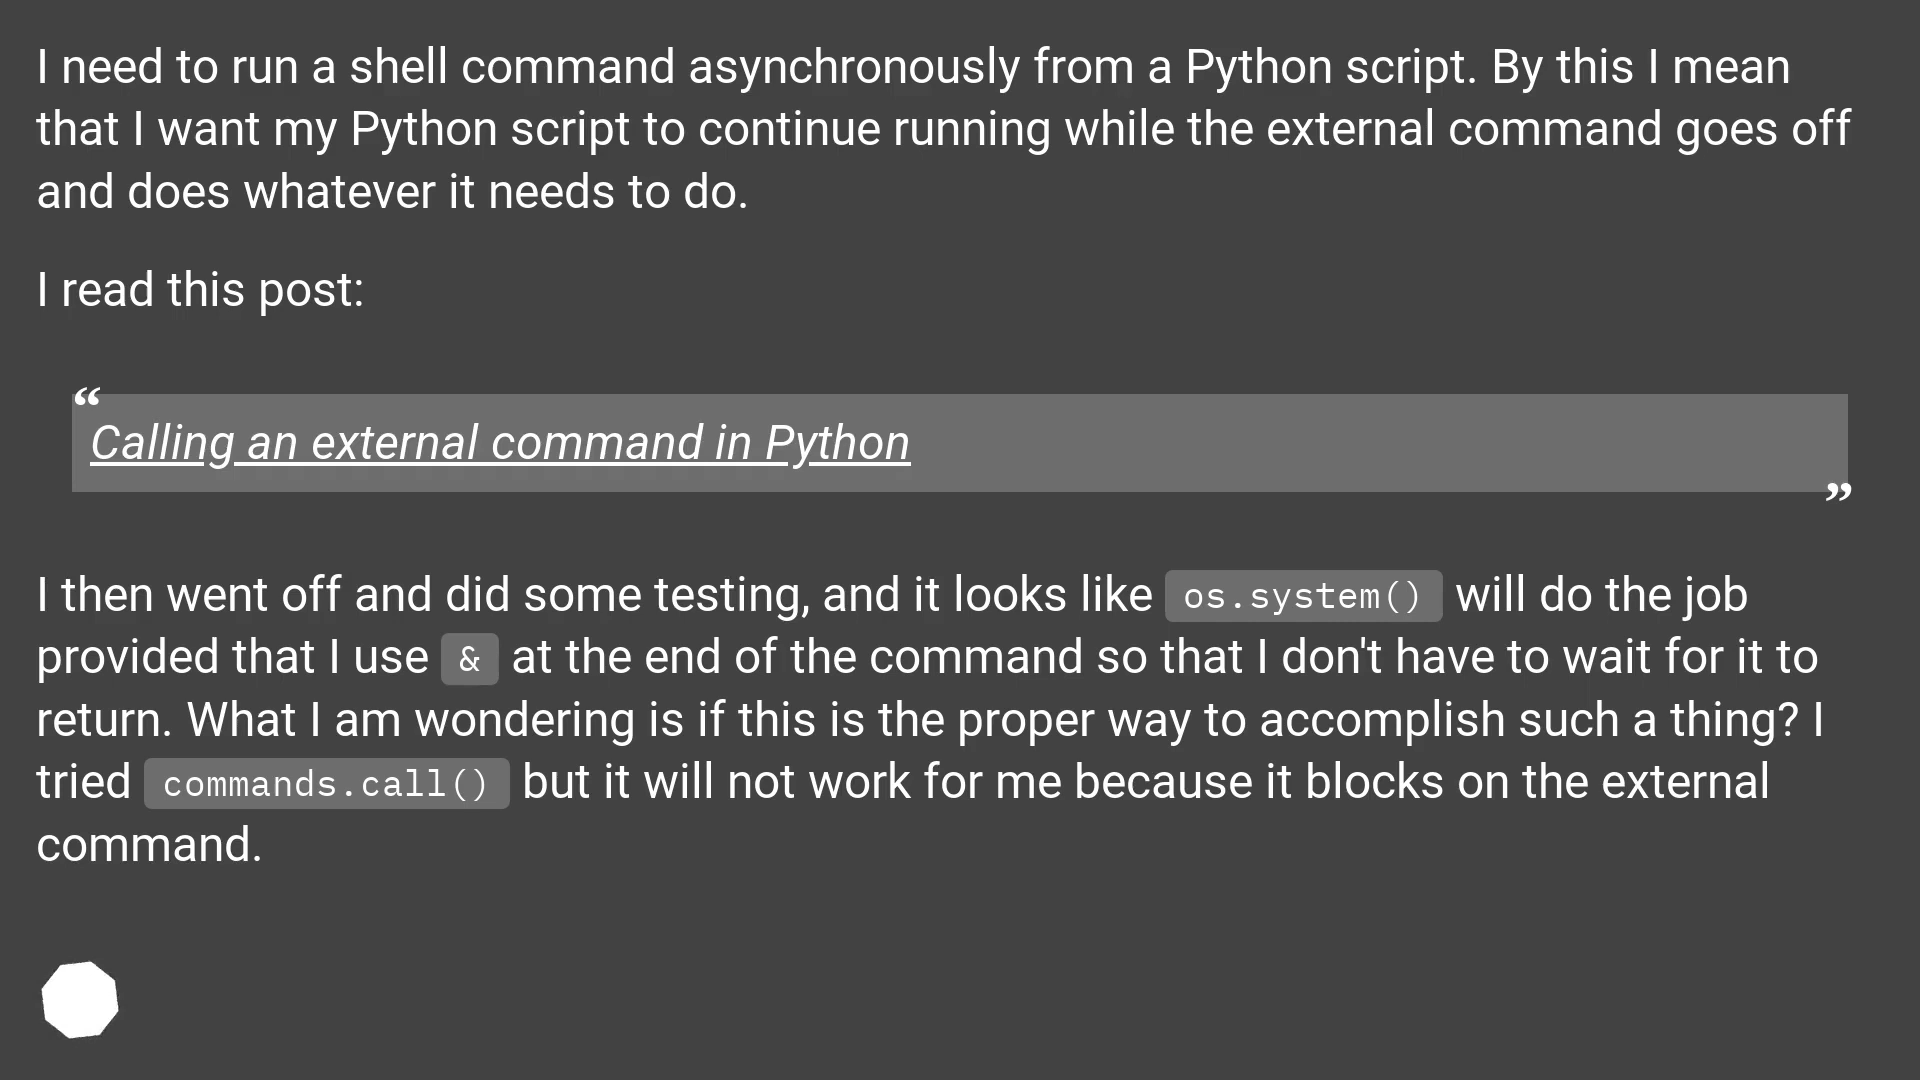 I need to run a shell command asynchronously from a Python script. By this I mean
that I want my Python script to continue running while the external command goes off
and does whatever it needs to do.
I read this post:
“
Calling an external command in Python
”
I then went off and did some testing, and it looks like os.system() will do the job
provided that I use & at the end of the command so that I don't have to wait for it to
return. What I am wondering is if this is the proper way to accomplish such a thing? I
tried commands.call() but it will not work for me because it blocks on the external
command.